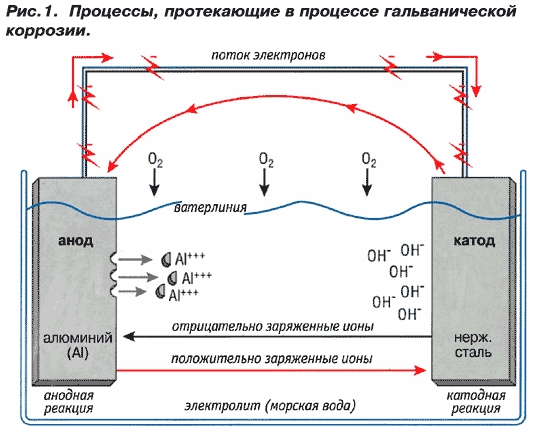 Рис.1. Процессы, протекающие в процессе гальванической
коррозии.
поток электронов
O₂ O₂ O₂
ватерлиния
анод
катод
Al⁺⁺⁺
Al⁺⁺⁺
Al⁺⁺⁺
OH⁻ OH⁻
OH⁻
OH⁻ OH⁻
OH⁻
отрицательно заряженные ионы
алюминий
(Al)
нерж.
сталь
положительно заряженные ионы
анодная
реакция
электролит (морская вода)
катодная
реакция